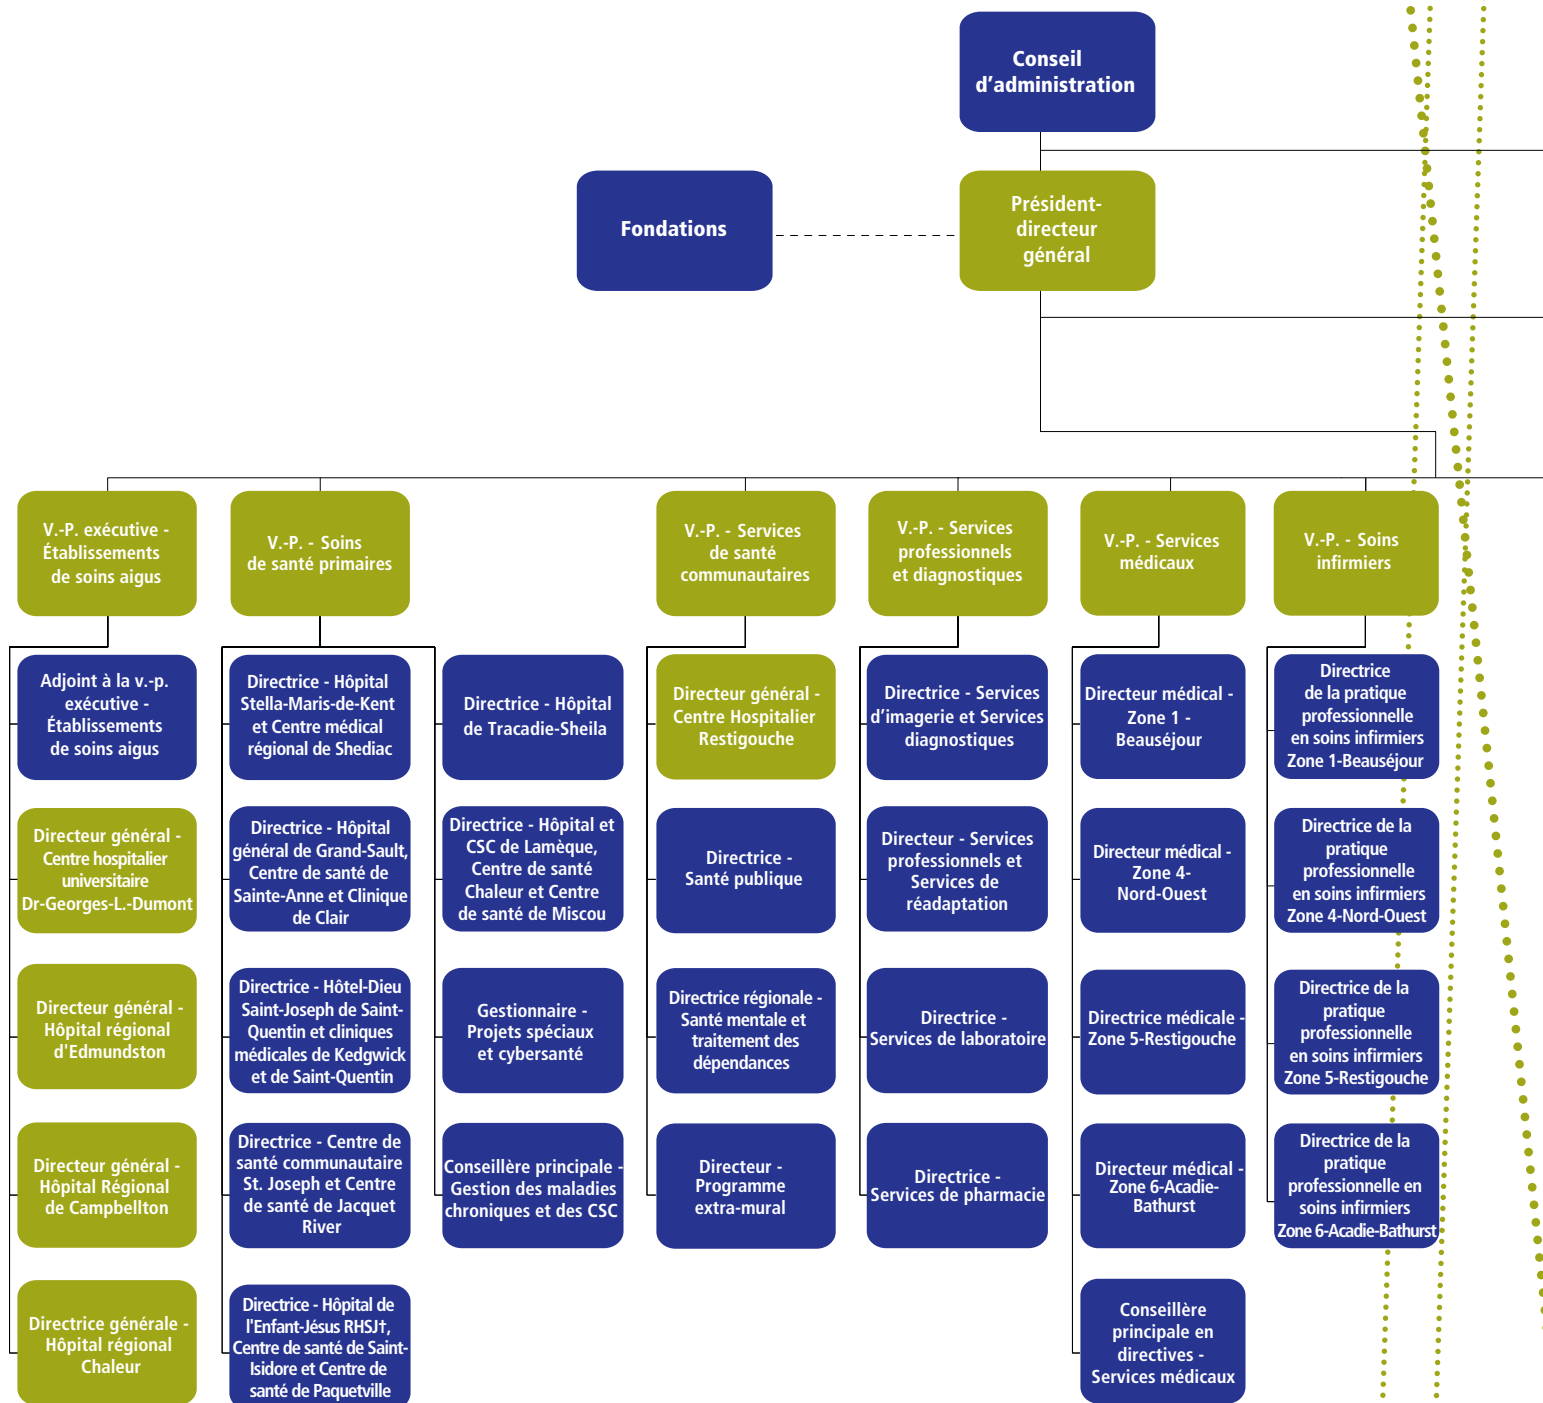 Conseil
d'administration
Fondations
Président-
directeur
général
V.-P. exécutive -
Établissements
de soins aigus
V.-P. - Soins
de santé primaires
V.-P. - Services
de santé
communautaires
V.-P. - Services
professionnels
et diagnostiques
V.-P. - Services
médicaux
V.-P. - Soins
infirmiers
Adjoint à la v.-p.
exécutive -
Établissements
de soins aigus
Directrice - Hôpital
Stella-Maris-de-Kent
et Centre médical
régional de Shediac
Directrice - Hôpital
de Tracadie-Sheila
Directeur général -
Centre Hospitalier
Restigouche
Directrice - Services
d'imagerie et Services
diagnostiques
Directeur médical -
Zone 1 -
Beauséjour
Directrice
de la pratique
professionnelle
en soins infirmiers
Zone 1-Beauséjour
Directeur général -
Centre hospitalier
universitaire
Dr-Georges-L.-Dumont
Directrice - Hôpital
général de Grand-Sault,
Centre de santé de
Sainte-Anne et Clinique
de Clair
Directrice - Hôpital et
CSC de Lamèque,
Centre de santé
Chaleur et Centre
de santé de Miscou
Directrice -
Santé publique
Directeur - Services
professionnels et
Services de
réadaptation
Directeur médical -
Zone 4-
Nord-Ouest
Directrice de la
pratique
professionnelle
en soins infirmiers
Zone 4-Nord-Ouest
Directeur général -
Hôpital régional
d'Edmundston
Directrice - Hôtel-Dieu
Saint-Joseph de Saint-
Quentin et cliniques
médicales de Kedgwick
et de Saint-Quentin
Gestionnaire -
Projets spéciaux
et cybersanté
Directrice régionale -
Santé mentale et
traitement des
dépendances
Directrice -
Services de laboratoire
Directrice médicale -
Zone 5-Restigouche
Directrice de la
pratique
professionnelle
en soins infirmiers
Zone 5-Restigouche
Directeur général -
Hôpital Régional
de Campbellton
Directrice - Centre de
santé communautaire
St. Joseph et Centre
de santé de Jacquet
River
Conseillère principale -
Gestion des maladies
chroniques et des CSC
Directeur -
Programme
extra-mural
Directrice -
Services de pharmacie
Directeur médical -
Zone 6-Acadie-
Bathurst
Directrice de la
pratique
professionnelle en
soins infirmiers
Zone 6-Acadie-Bathurst
Directrice générale -
Hôpital régional
Chaleur
Directrice - Hôpital de
l'Enfant-Jésus RHSJ†,
Centre de santé de Saint-
Isidore et Centre de
santé de Paquetville
Conseillère
principale en
directives -
Services médicaux